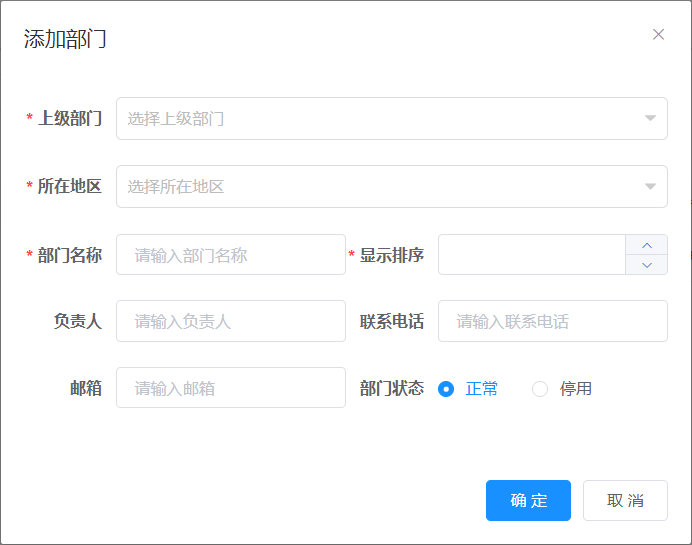 添加部门
* 上级部门 选择上级部门
* 所在地区 选择所在地区
* 部门名称 请输入部门名称 * 显示排序
负责人 请输入负责人 联系电话 请输入联系电话
邮箱 请输入邮箱 部门状态 正常 停用
确 定 取 消